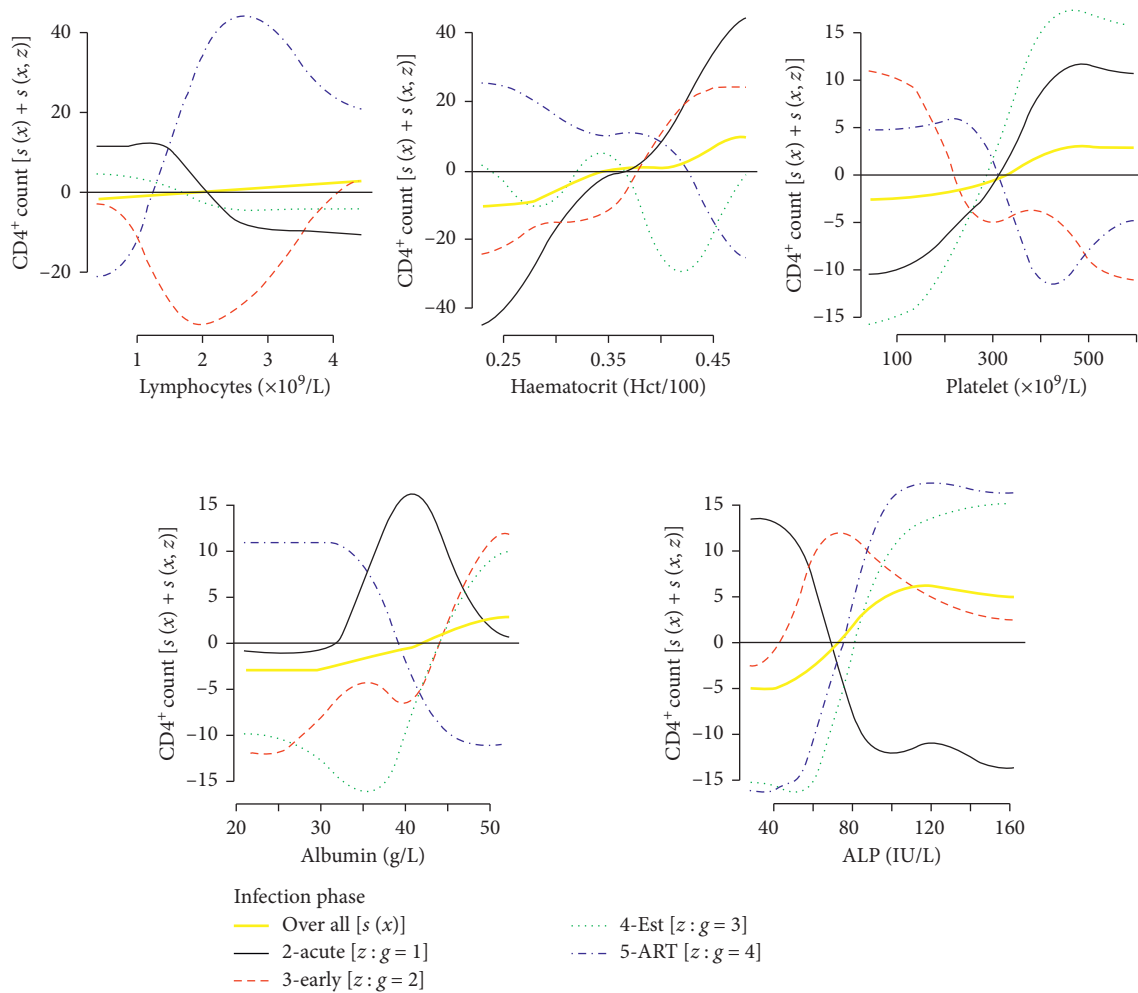 CD4⁺ count [s (x) + s (x, z)]
40
20
0
−20
1 2 3 4
Lymphocytes (×10⁹/L)
CD4⁺ count [s (x) + s (x, z)]
40
20
0
−20
−40
0.25 0.35 0.45
Haematocrit (Hct/100)
CD4⁺ count [s (x) + s (x, z)]
15
10
5
0
−5
−10
−15
100 300 500
Platelet (×10⁹/L)
CD4⁺ count [s (x) + s (x, z)]
15
10
5
0
−5
−10
−15
20 30 40 50
Albumin (g/L)
CD4⁺ count [s (x) + s (x, z)]
15
10
5
0
−5
−10
−15
40 80 120 160
ALP (IU/L)
Infection phase
Over all [s (x)]
2-acute [z : g = 1]
3-early [z : g = 2]
4-Est [z : g = 3]
5-ART [z : g = 4]